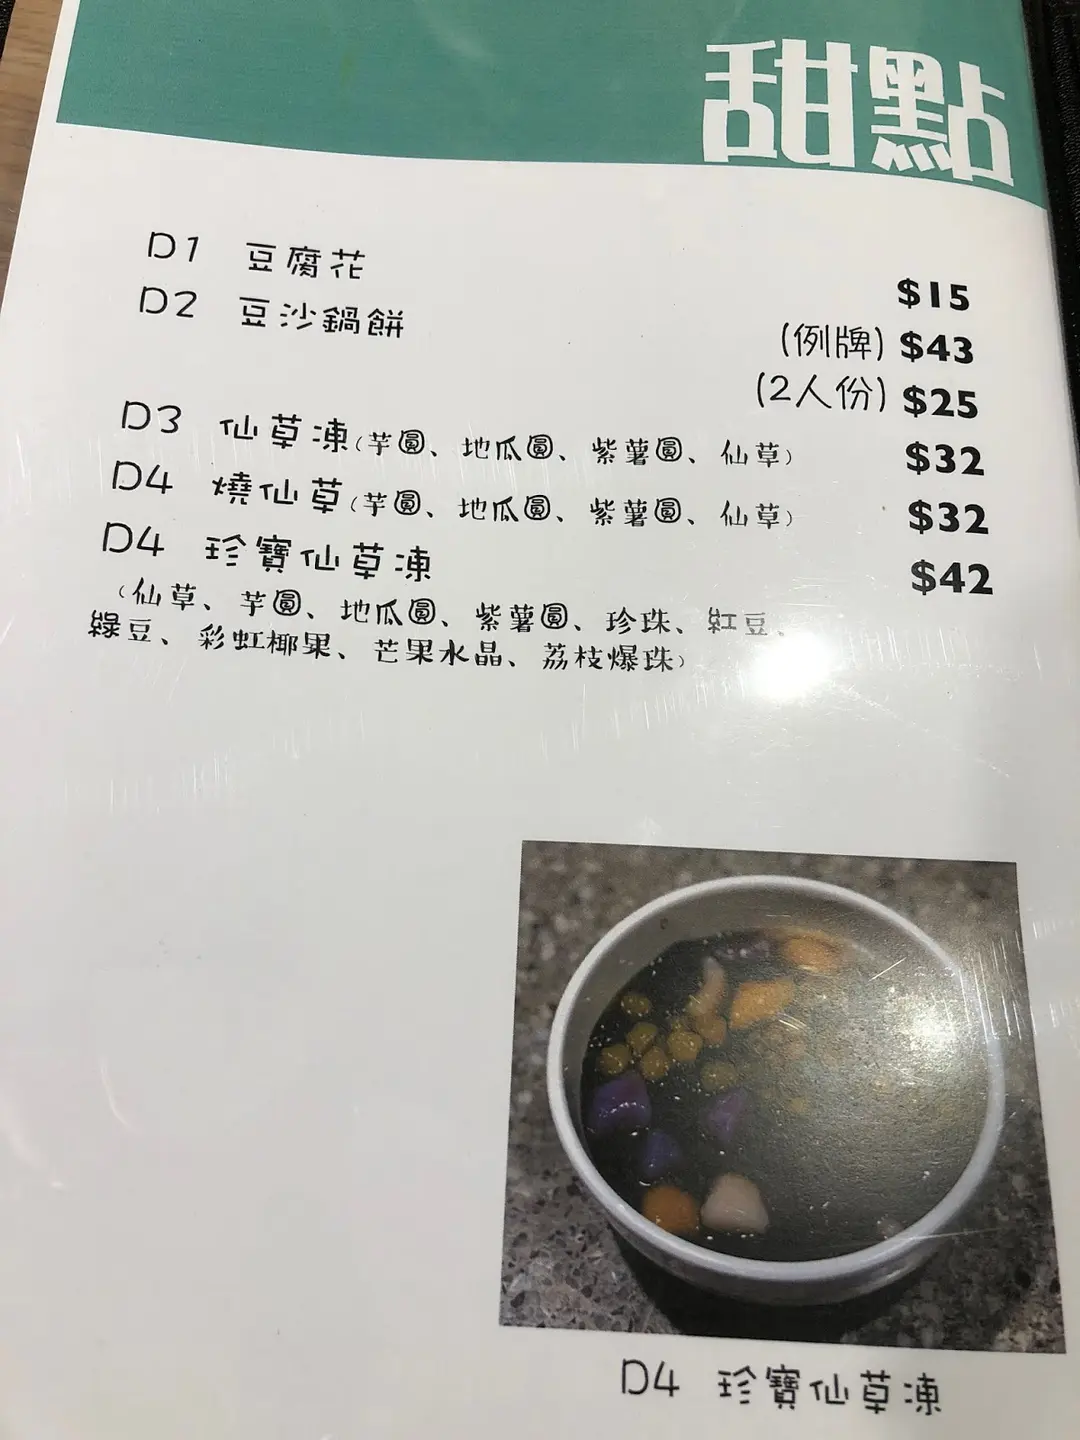 甜點
D1 豆腐花 $15
D2 豆沙鍋餅 (例牌) $43
(2人份) $25
D3 仙草凍(芋圓、地瓜圓、紫薯圓、仙草) $32
D4 燒仙草(芋圓、地瓜圓、紫薯圓、仙草) $32
D4 珍寶仙草凍 $42
(仙草、芋圓、地瓜圓、紫薯圓、珍珠、紅豆、
綠豆、彩虹椰果、芒果水晶、荔枝爆珠)
D4 珍寶仙草凍